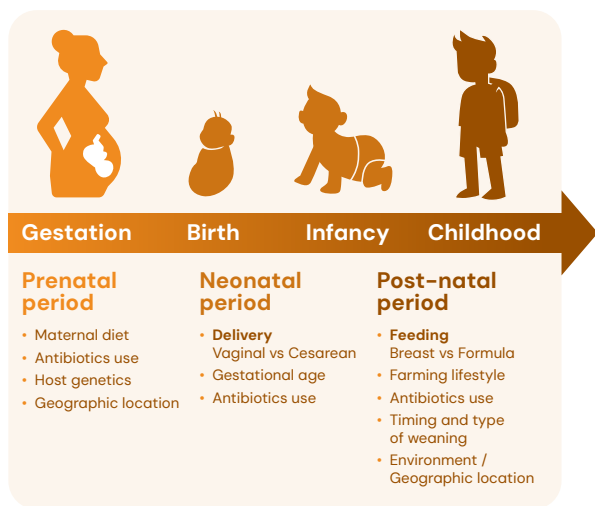 Gestation
Birth
Infancy
Childhood
Prenatal
period
• Maternal diet
• Antibiotics use
• Host genetics
• Geographic location
Neonatal
period
• Delivery
Vaginal vs Cesarean
• Gestational age
• Antibiotics use
Post-natal
period
• Feeding
Breast vs Formula
• Farming lifestyle
• Antibiotics use
• Timing and type
of weaning
• Environment /
Geographic location